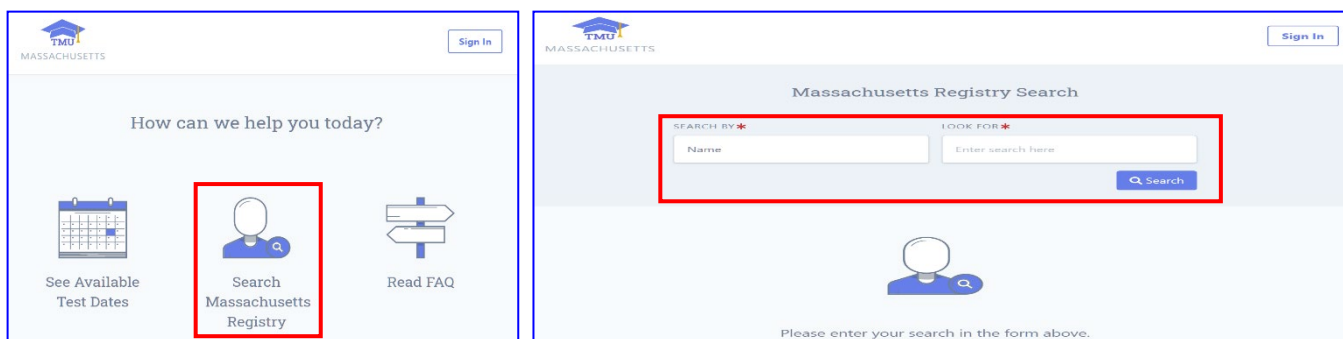 TMU
MASSACHUSETTS
Sign In
How can we help you today?
See Available
Test Dates
Search
Massachusetts
Registry
Read FAQ
TMU
MASSACHUSETTS
Sign In
Massachusetts Registry Search
SEARCH BY*
LOOK FOR*
Name
Enter search here
Search
Please enter your search in the form above.